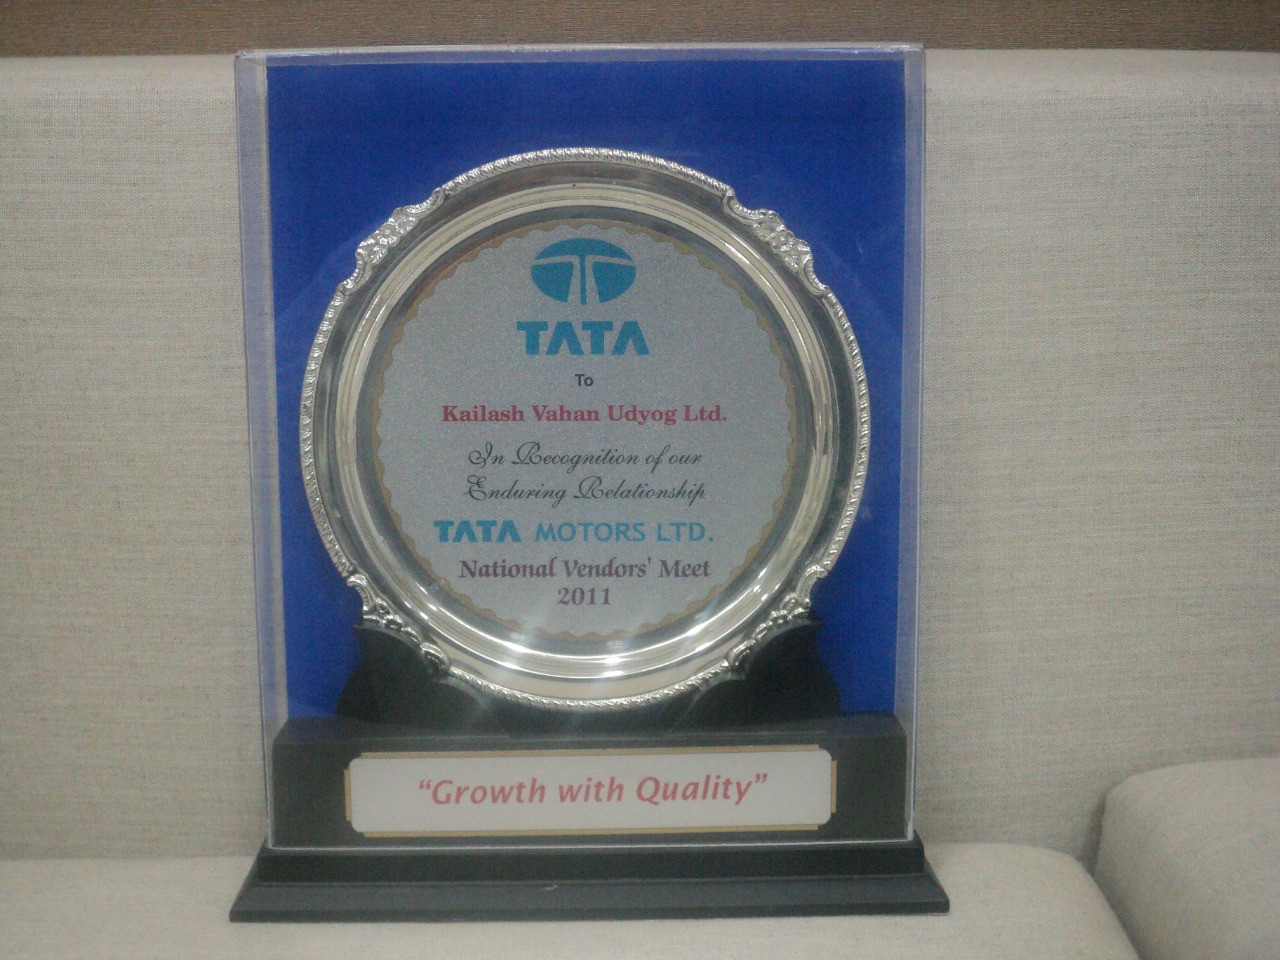 TATA
To
Kailash Vahan Udyog Ltd.
In Recognition of our
Enduring Relationship
TATA MOTORS LTD.
National Vendors' Meet
2011
“Growth with Quality”